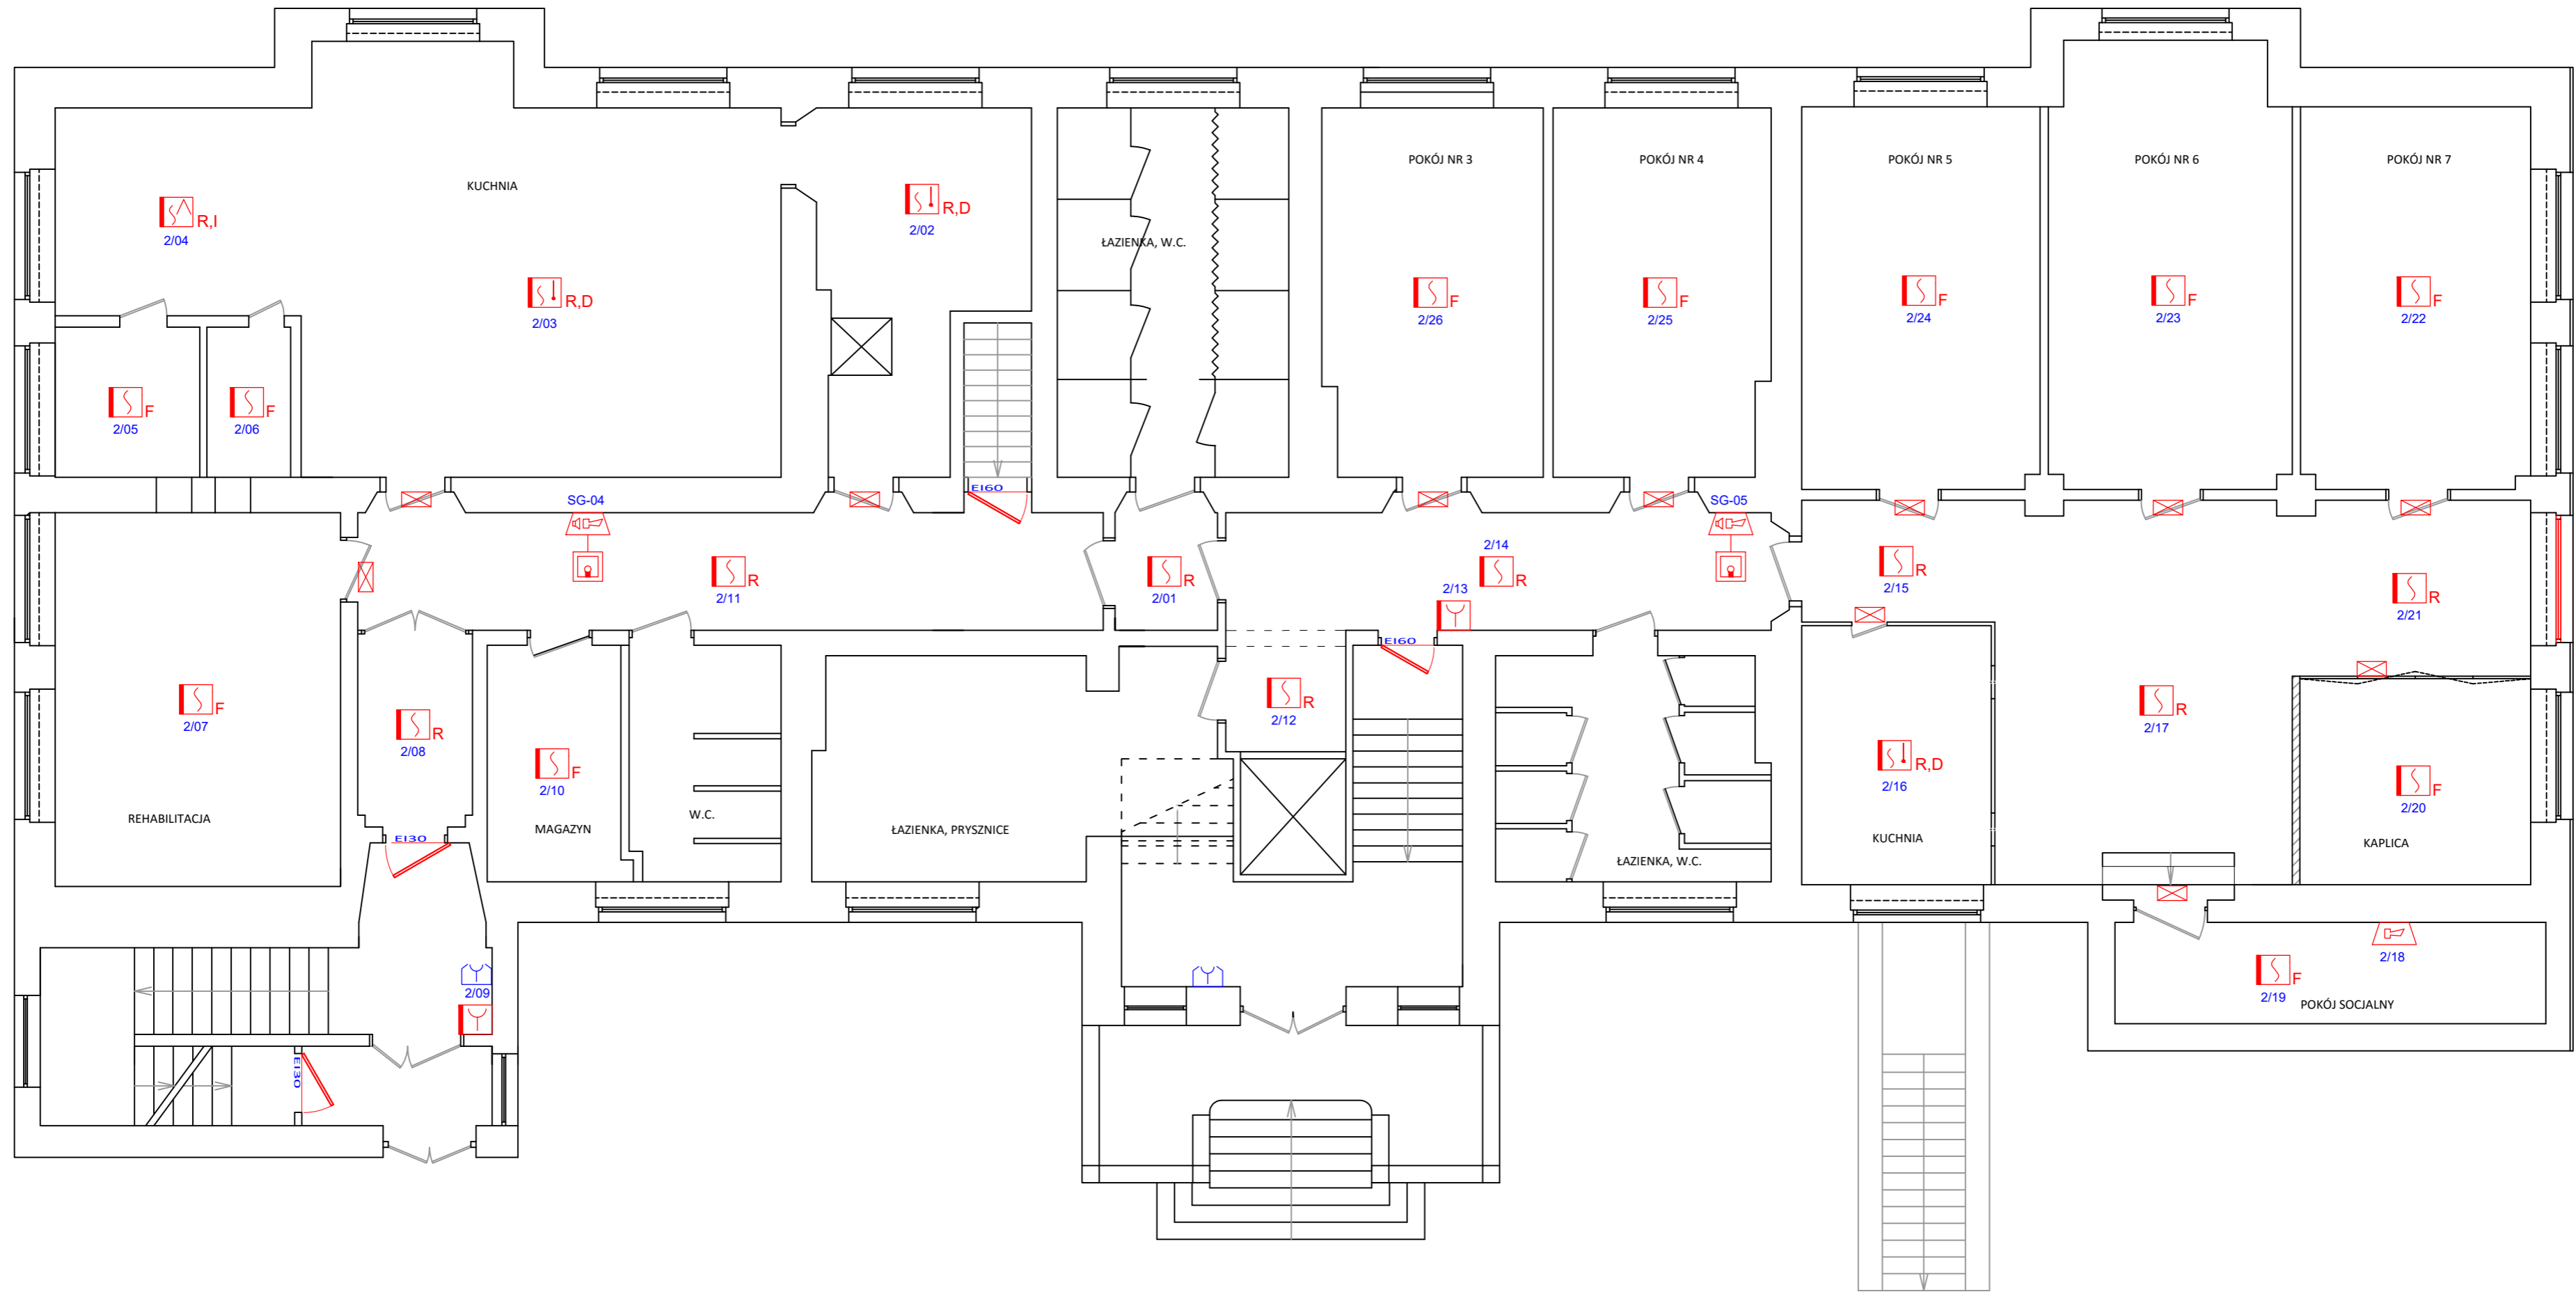 POKÓJ NR 3
POKÓJ NR 4
POKÓJ NR 5
POKÓJ NR 6
POKÓJ NR 7
KUCHNIA
R,I
2/04
R,D
2/02
ŁAZIENKA, W.C.
R,D
2/03
F
2/26
F
2/25
F
2/24
F
2/23
F
2/22
F
2/05
F
2/06
EI60
SG-04
SG-05
R
2/11
R
2/01
2/14
R
2/13
R
2/15
R
2/21
EI60
F
2/07
R
2/08
F
2/10
R
2/12
R
2/17
R,D
2/16
F
2/20
REHABILITACJA
EI30
MAGAZYN
W.C.
ŁAZIENKA, PRYSZNICE
ŁAZIENKA, W.C.
KUCHNIA
KAPLICA
2/18
F
2/19
POKÓJ SOCJALNY
2/09
EI30